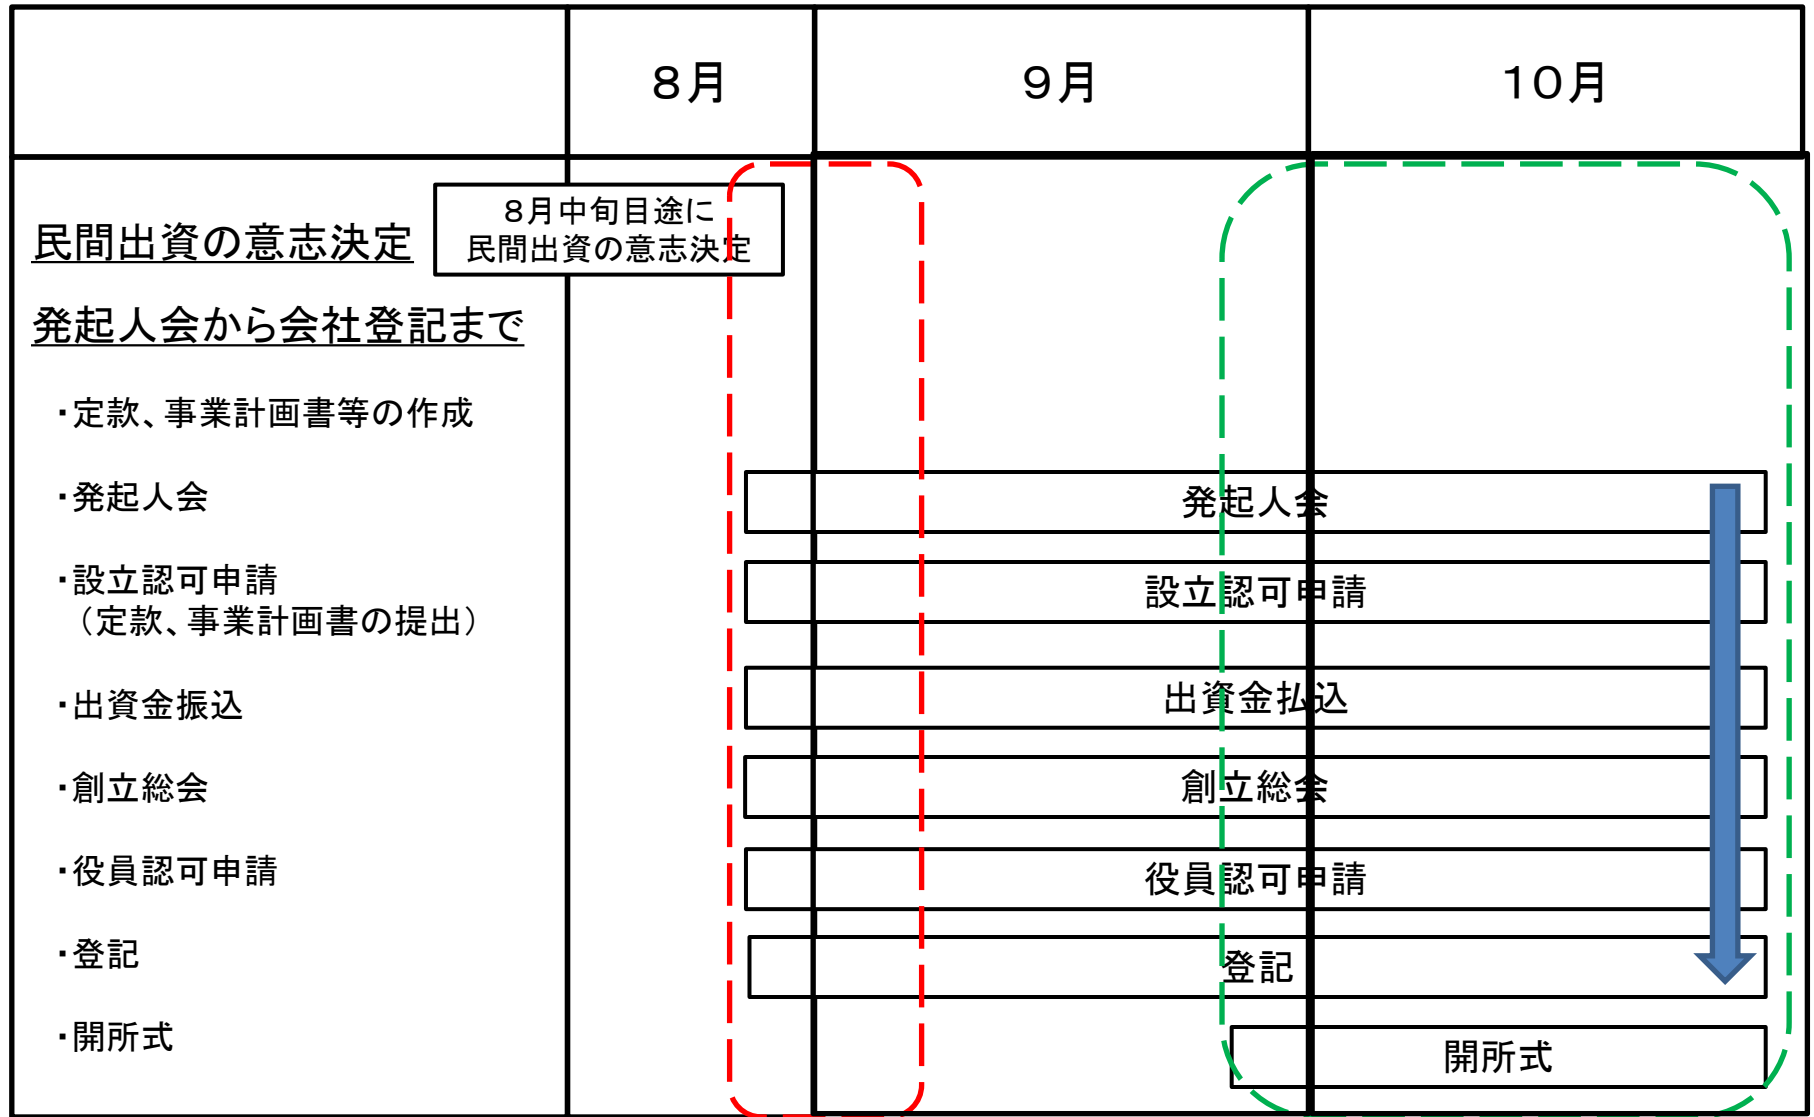 ８月
９月
１０月
民間出資の意志決定
８月中旬目途に
民間出資の意志決定
発起人会から会社登記まで
・定款、事業計画書等の作成
・発起人会
発起人会
・設立認可申請
（定款、事業計画書の提出）
設立認可申請
・出資金振込
出資金払込
・創立総会
創立総会
・役員認可申請
役員認可申請
・登記
登記
・開所式
開所式